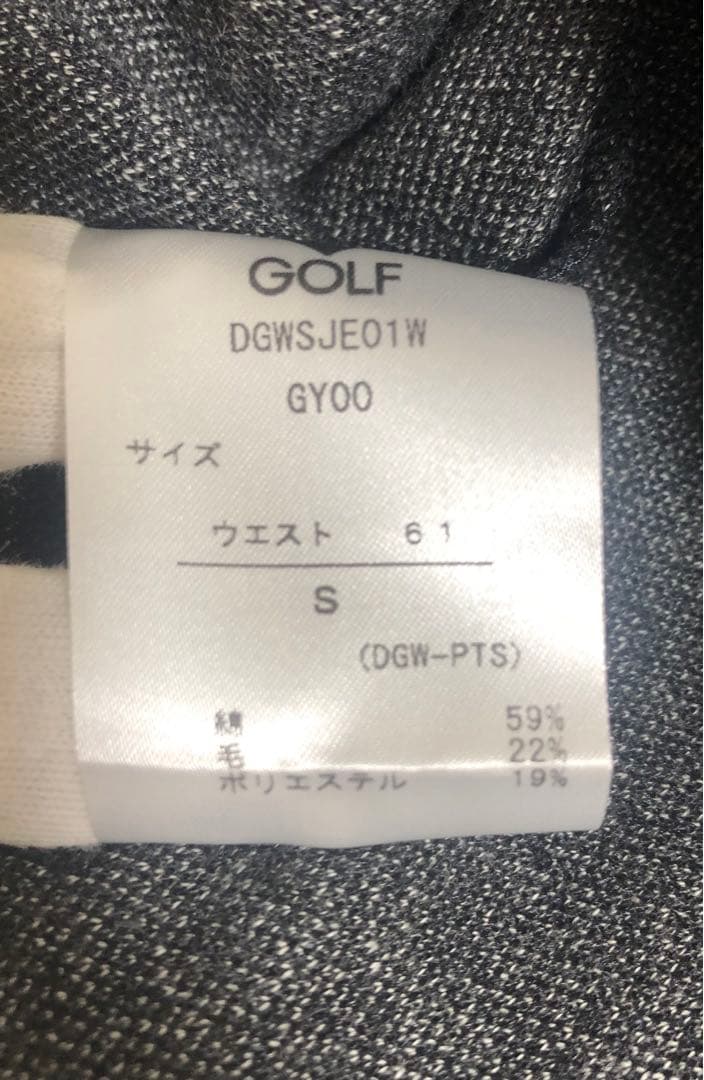 GOLF
DGWSJE01W
GY00
サイズ
ウエスト 61
S
(DGW-PTS)
綿 59%
毛 22%
ポリエステル 19%